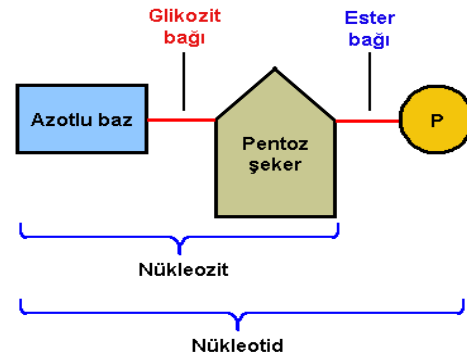 Glikozit
bağı
Ester
bağı
Azotlu baz
Pentoz
şeker
P
Nükleozit
Nükleotid